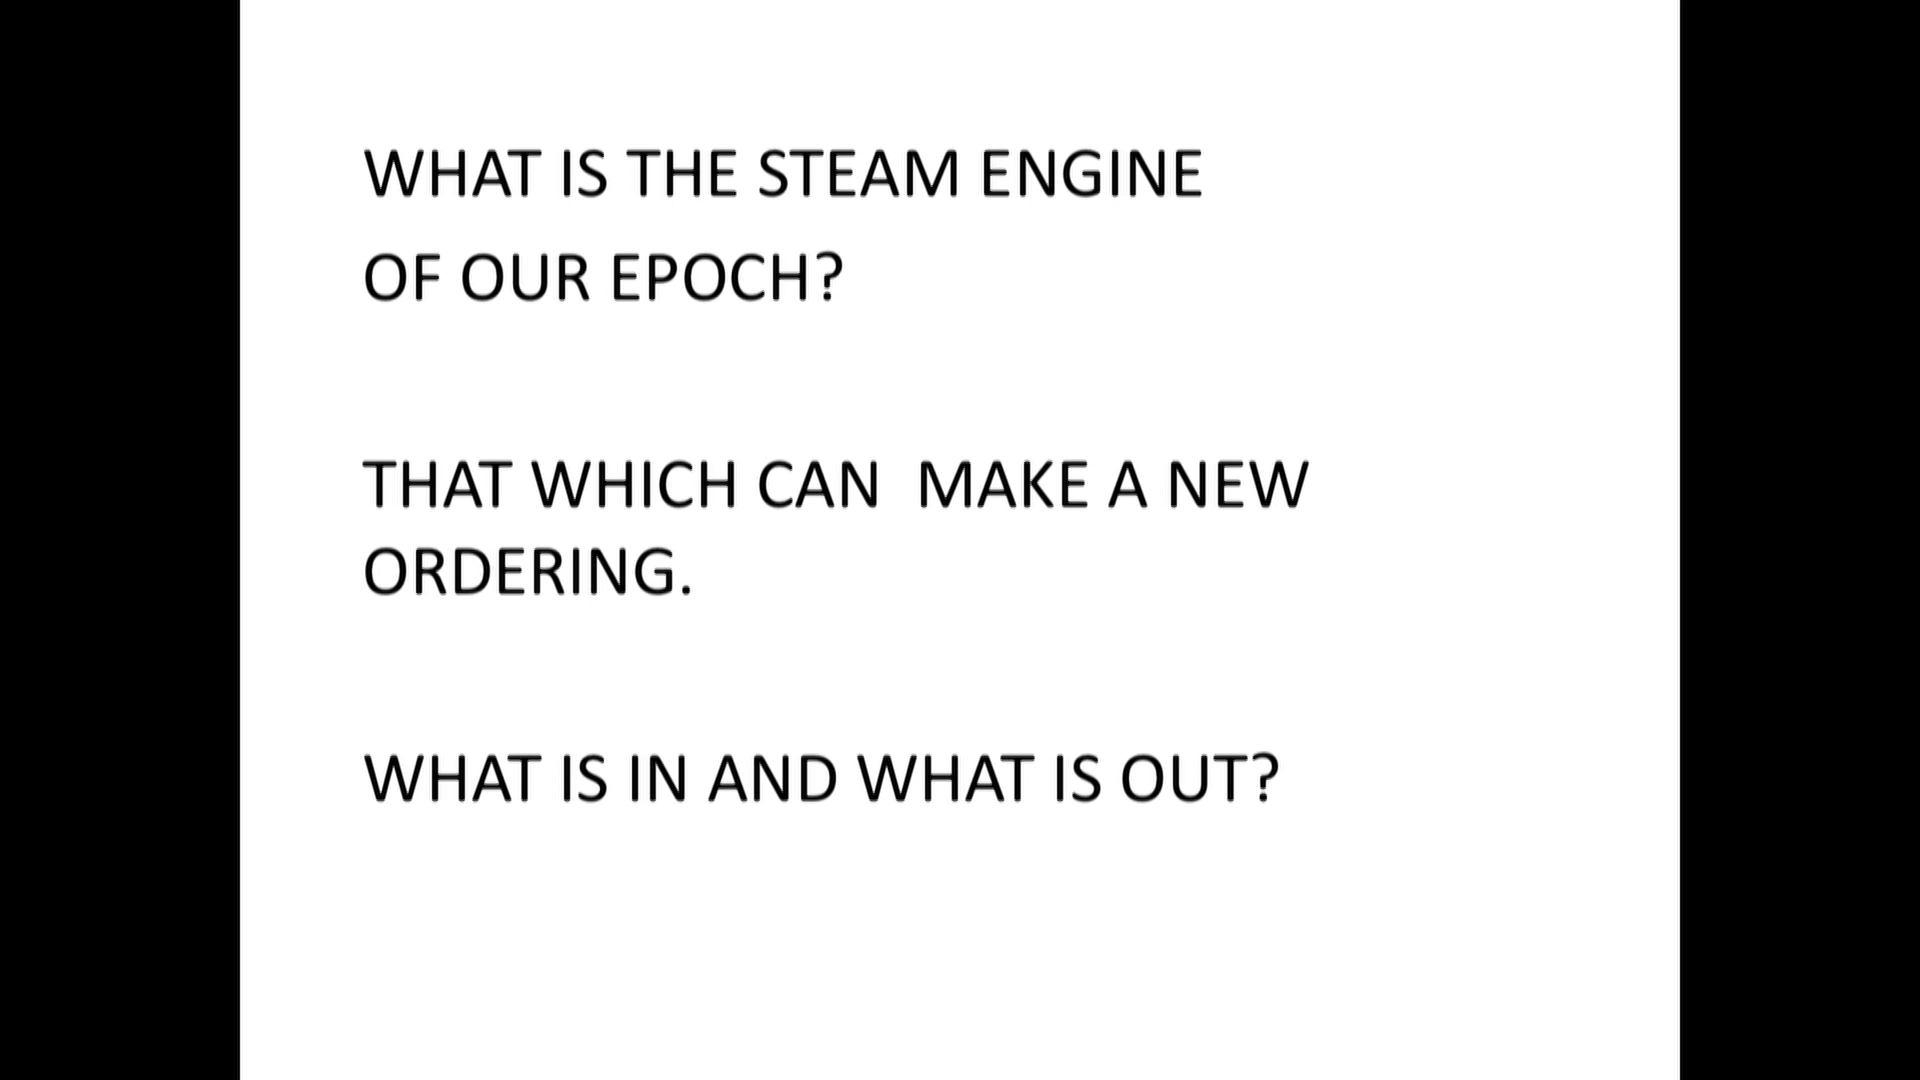 WHAT IS THE STEAM ENGINE
OF OUR EPOCH?
THAT WHICH CAN  MAKE A NEW
ORDERING.
WHAT IS IN AND WHAT IS OUT?